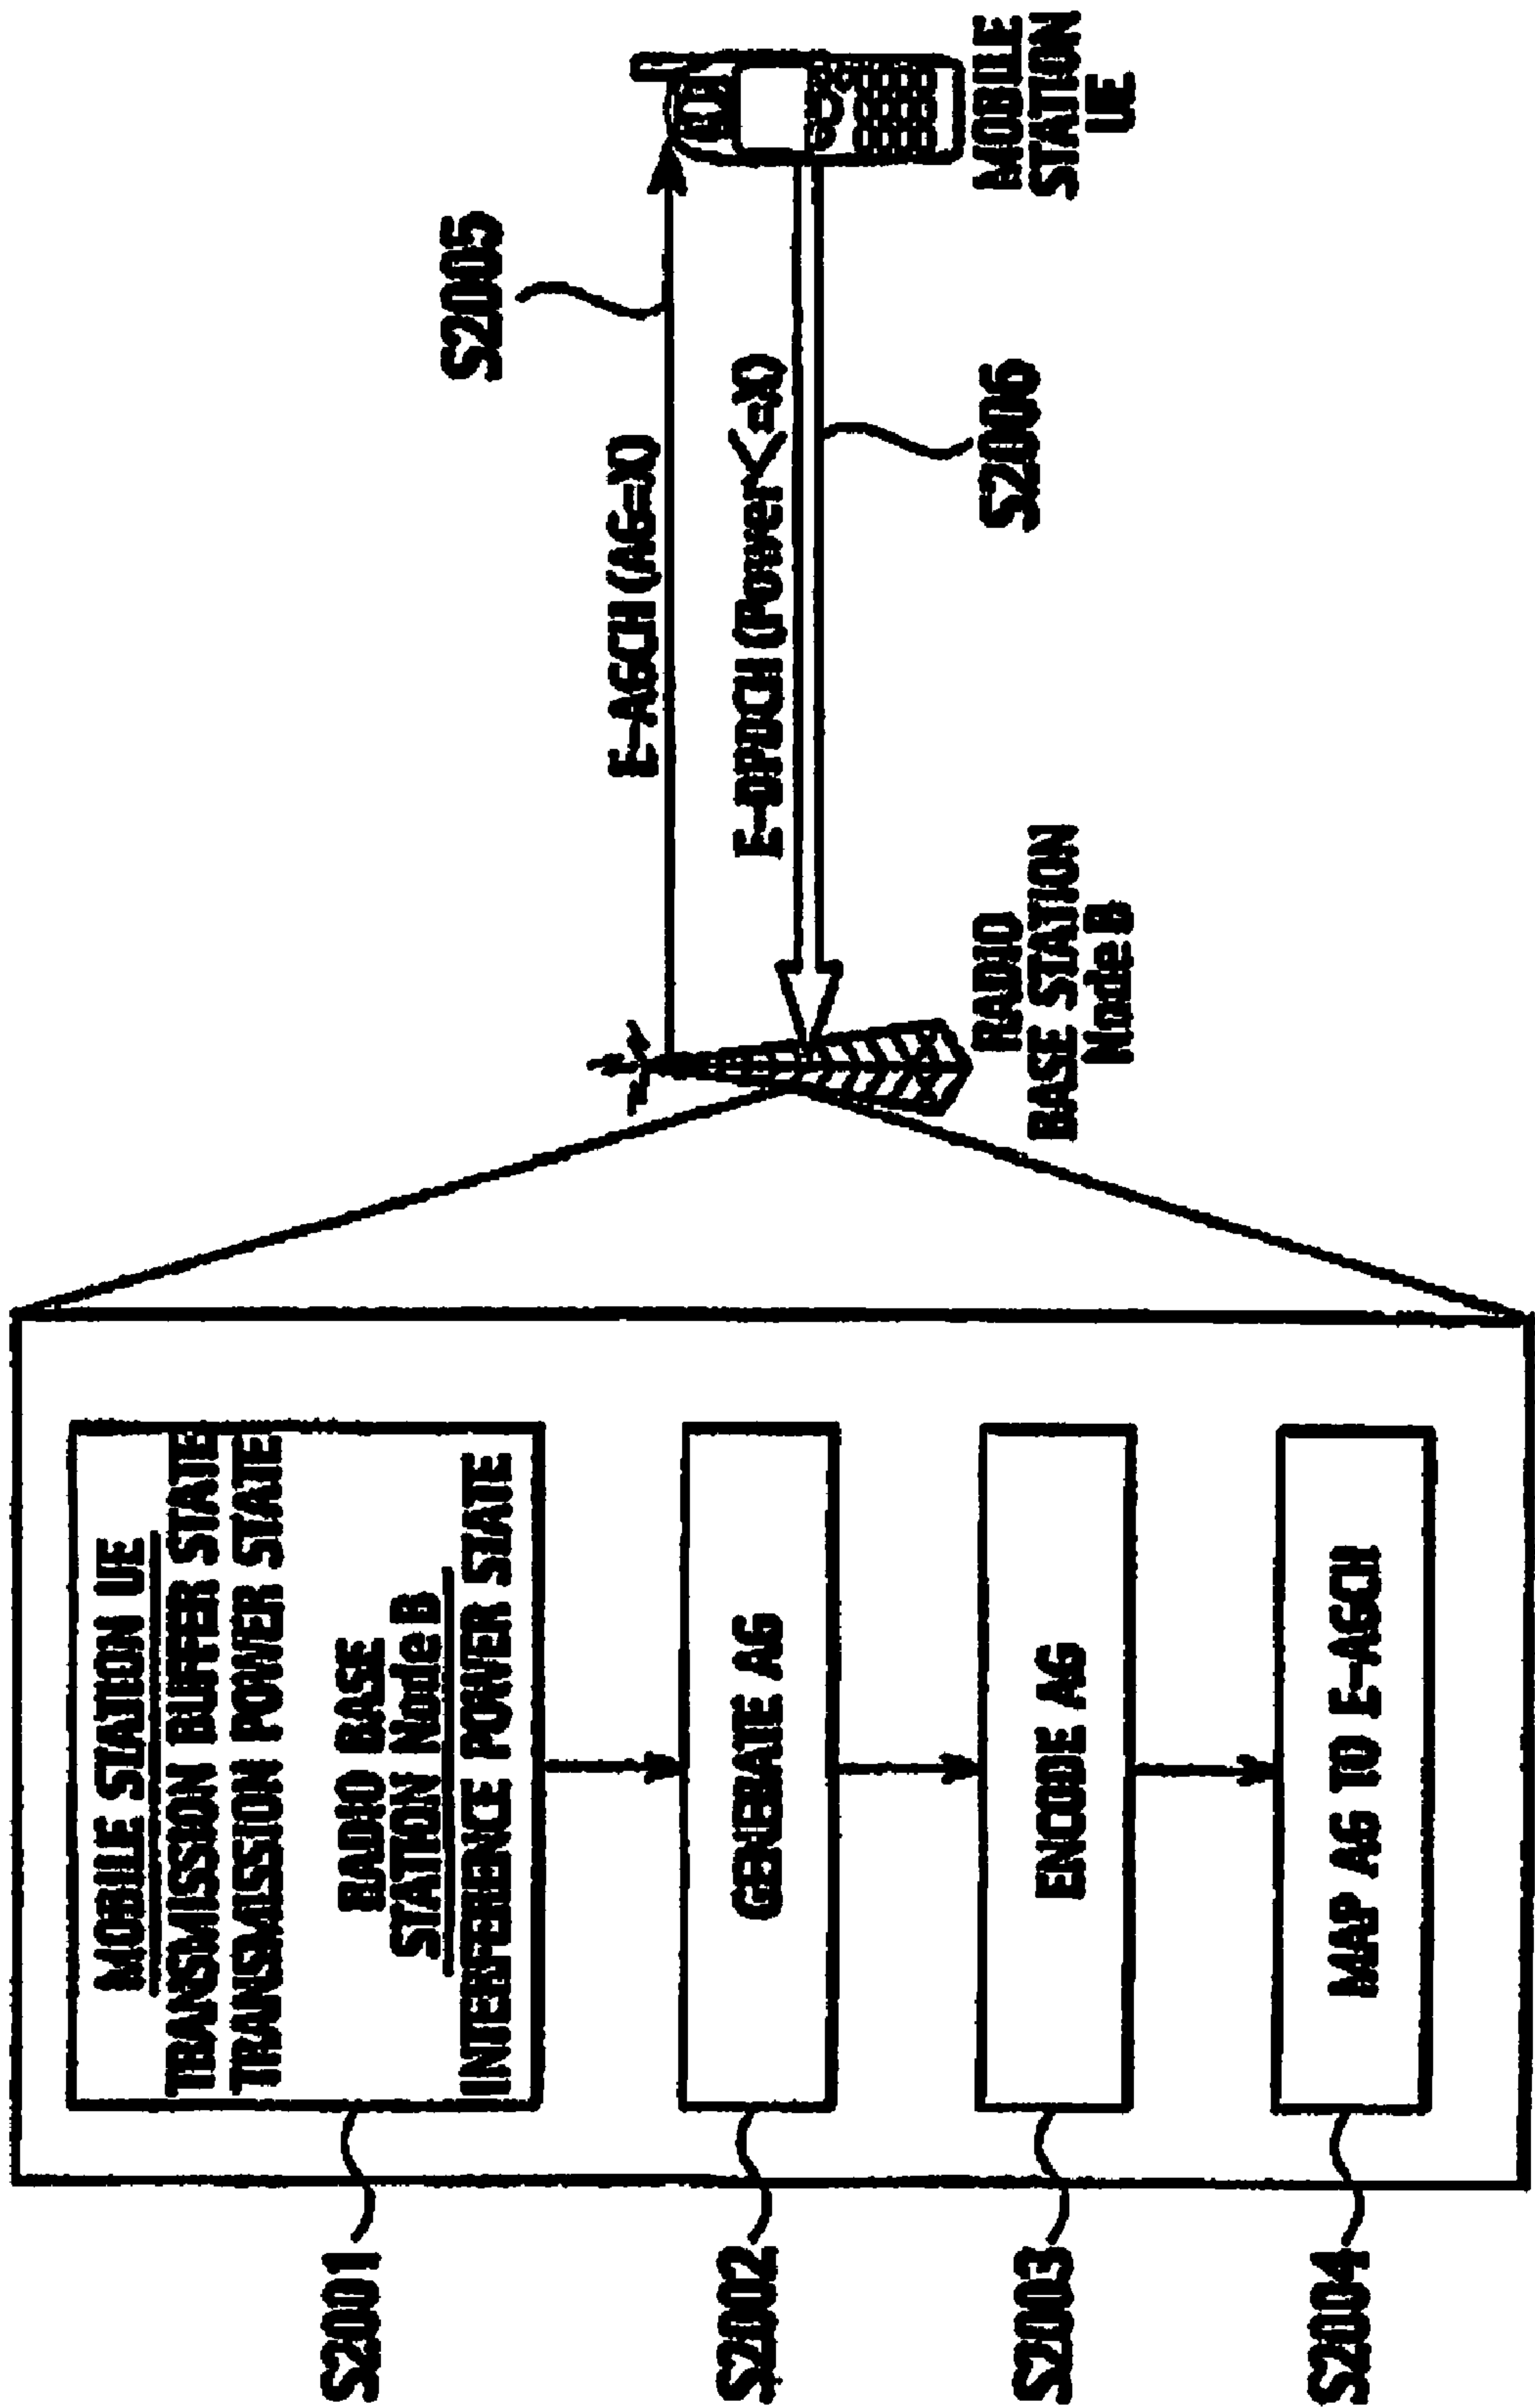 S2001
MOBILE STATION UE
TRANSMISSION BUFFER STATE
TRANSMISSION POWER STATE
RADIO BASE
STATION Node B
INTERFERENCE POWER STATE
S2002
GENERATE AG
S2003
ENCODE AG
S2004
MAP AG TO E-AGCH
S2005
E-AGCH (AG=X)
E-DPDCH (Power<=X)
S2006
RADIO
BASE STATION
Node B
MOBILE
STATION
UE